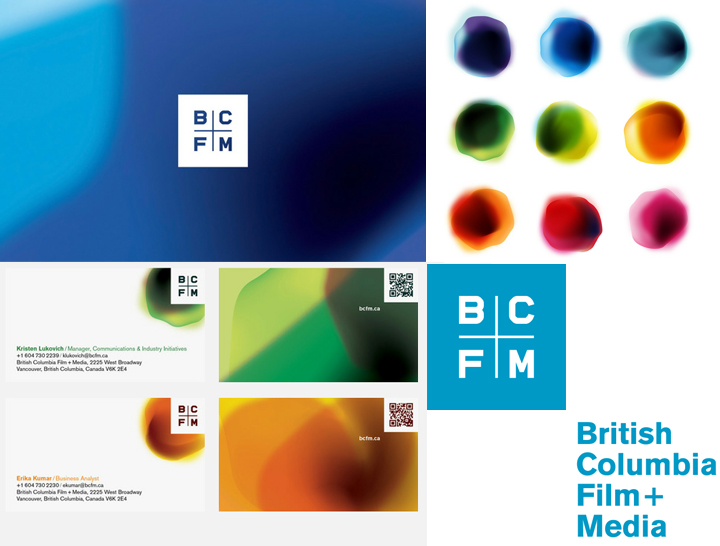 B C
F M
B C
F M
Kristen Lukovich / Manager, Communications & Industry Initiatives
+1 604 730 2239 / klukovich@bcfm.ca
British Columbia Film + Media, 2225 West Broadway
Vancouver, British Columbia, Canada V6K 2E4
bcfm.ca
B C
F M
Erika Kumar / Business Analyst
+1 604 730 2230 / ekumar@bcfm.ca
British Columbia Film + Media, 2225 West Broadway
Vancouver, British Columbia, Canada V6K 2E4
bcfm.ca
B C
F M
British
Columbia
Film +
Media